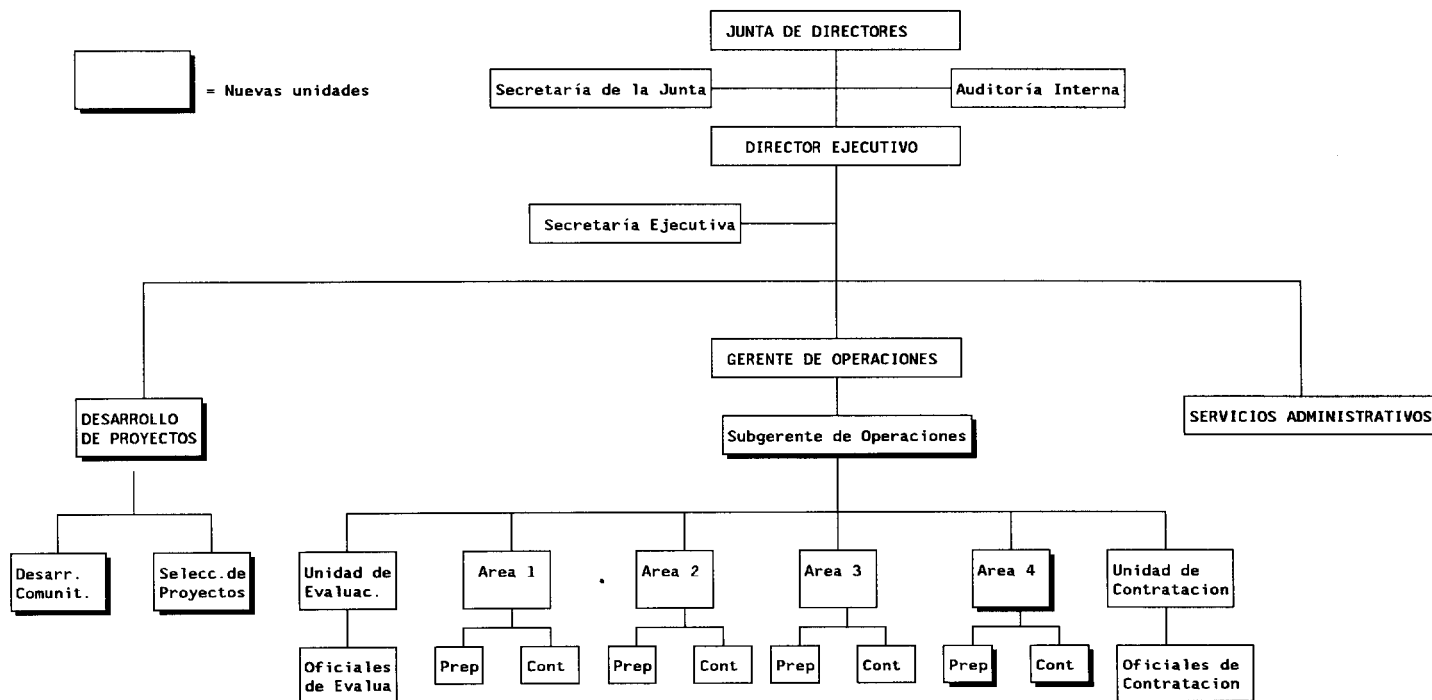 JUNTA DE DIRECTORES
= Nuevas unidades
Secretaría de la Junta
Auditoría Interna
DIRECTOR EJECUTIVO
Secretaría Ejecutiva
GERENTE DE OPERACIONES
DESARROLLO
DE PROYECTOS
SERVICIOS ADMINISTRATIVOS
Subgerente de Operaciones
Desarr.
Comunit.
Selecc.de
Proyectos
Unidad de
Evaluac.
Area 1
Area 2
Area 3
Area 4
Unidad de
Contratacion
Oficiales
de Evalua
Prep
Cont
Prep
Cont
Prep
Cont
Prep
Cont
Oficiales de
Contratacion